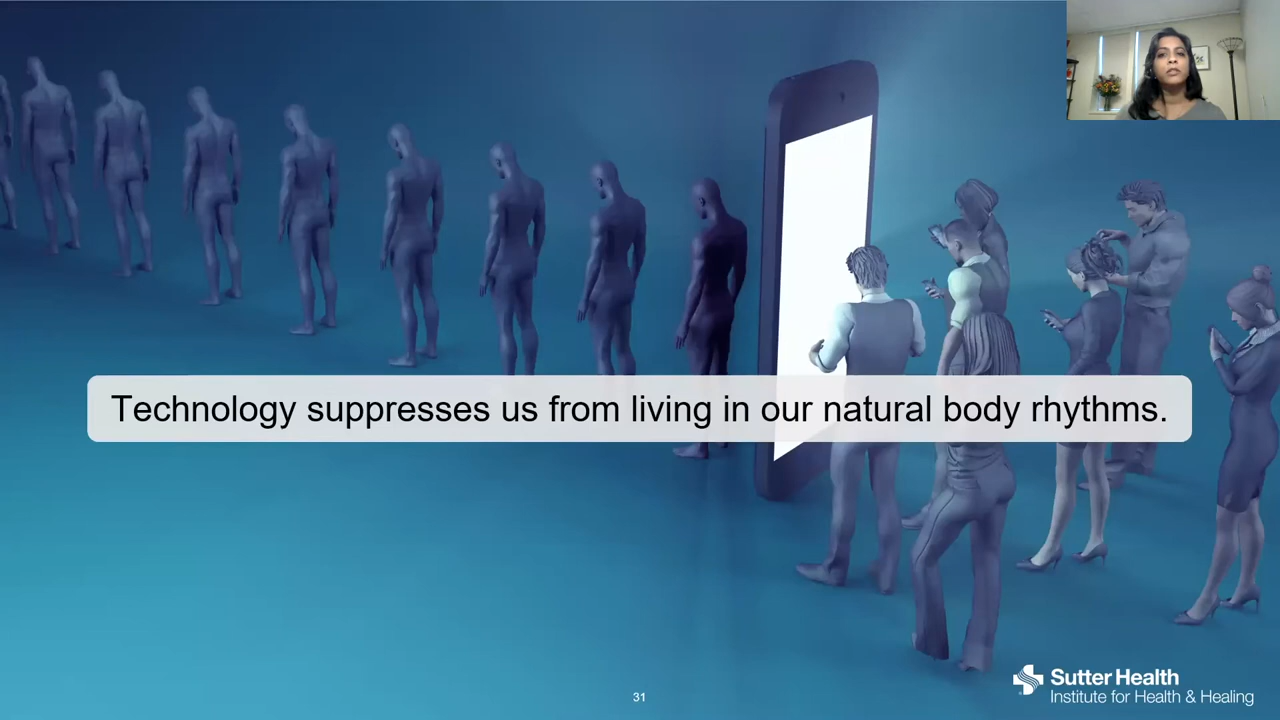 Technology suppresses us from living in our natural body rhythms.
31
Sutter Health
Institute for Health & Healing